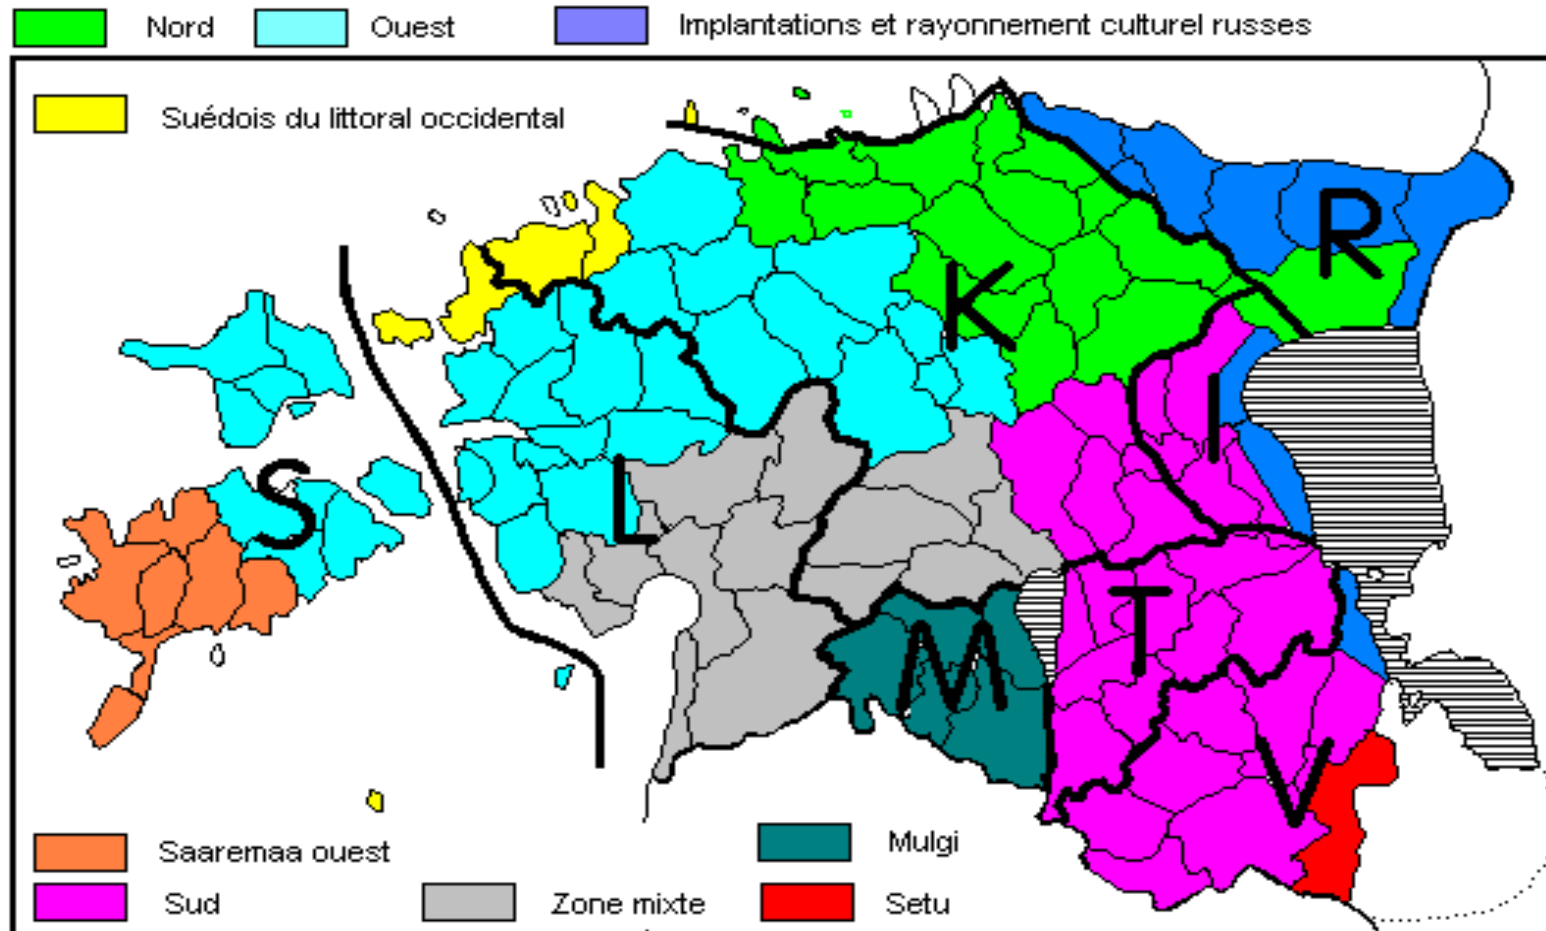 Nord Ouest Implantations et rayonnement culturel russes
Suédois du littoral occidental
R
K
I
S
L
T
M
V
Saaremaa ouest
Mulgi
Sud
Zone mixte
Setu